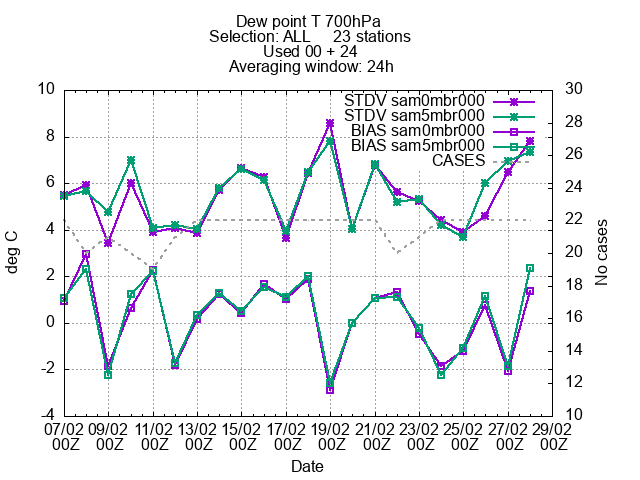 Dew point T 700hPa
Selection: ALL 23 stations
Used 00 + 24
Averaging window: 24h
STDV sam0mbr000
STDV sam5mbr000
BIAS sam0mbr000
BIAS sam5mbr000
CASES
10
8
6
4
2
0
-2
-4
deg C
30
28
26
24
22
20
18
16
14
12
10
No cases
07/02 09/02 11/02 13/02 15/02 17/02 19/02 21/02 23/02 25/02 27/02 29/02
00Z 00Z 00Z 00Z 00Z 00Z 00Z 00Z 00Z 00Z 00Z 00Z
Date